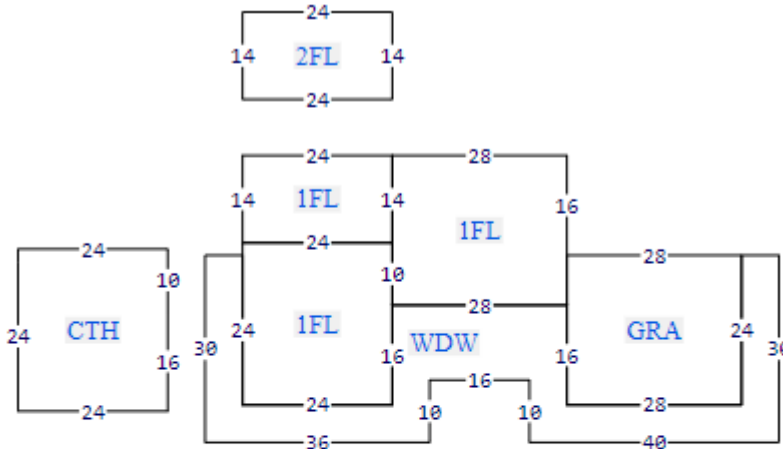 24
14 2FL 14
24
24 28
14 1FL 14 16
1FL
24 24 28
10 10
24 CTH 24 1FL 28 GRA 24
30 16 WDW 16 30
16
24 16 24 28
10 10
36 40